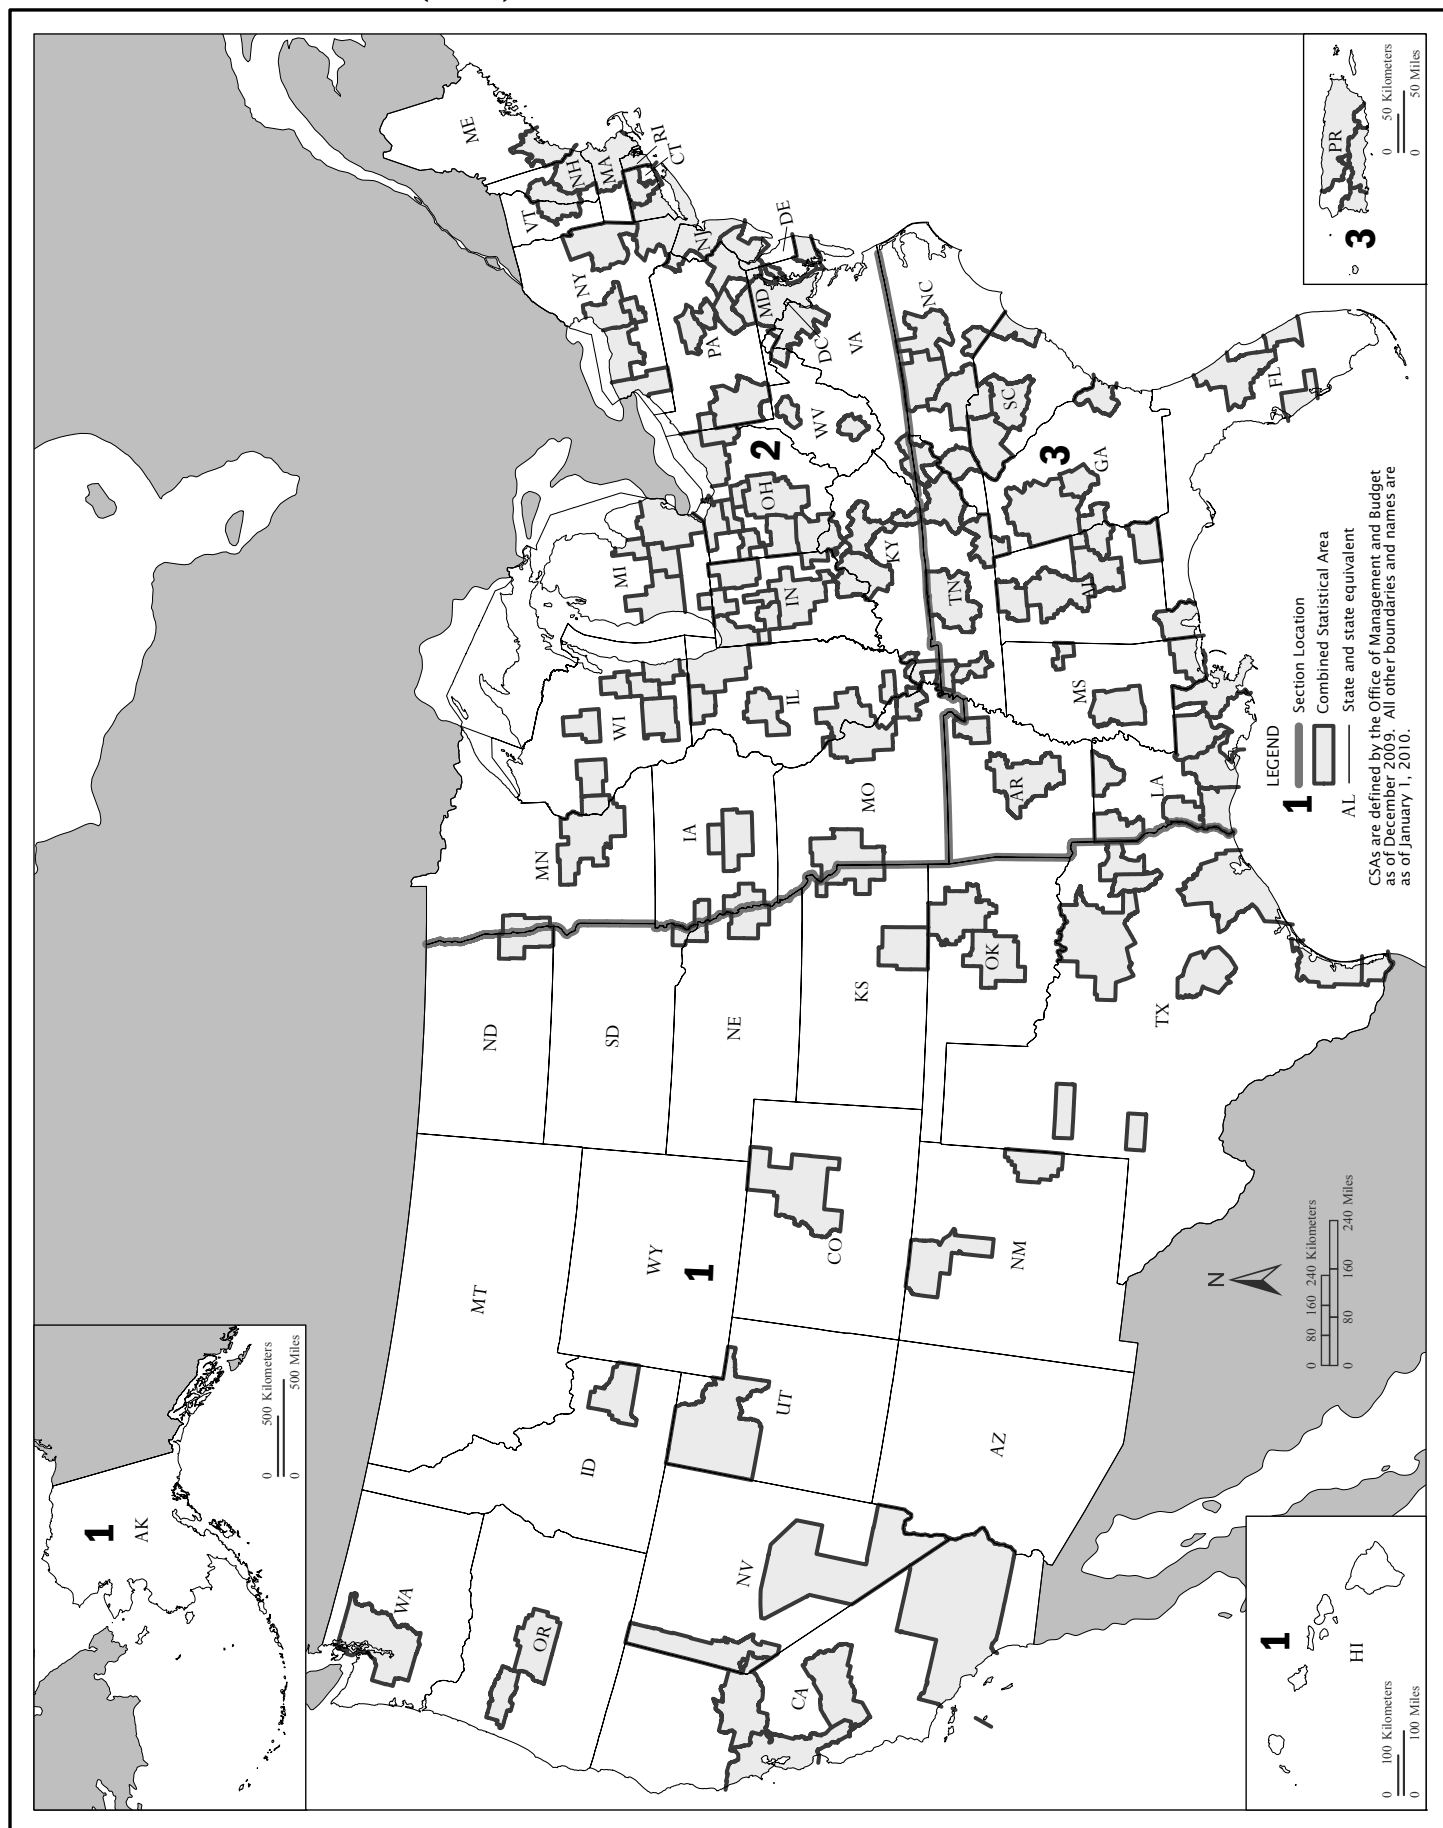 1
AK
0 500 Kilometers
0 500 Miles
WA
OR
ID
MT
ND
MN
WI
MI
NY
VT
NH
ME
MA
RI
CT
NJ
PA
DE
MD
DC
VA
WV
OH
2
IN
IL
IA
SD
WY
1
NE
NV
UT
CO
KS
MO
KY
CA
AZ
NM
OK
AR
TN
NC
SC
3
GA
AL
MS
LA
TX
FL
1
HI
0 100 Kilometers
0 100 Miles
N
0 80 160 240 Kilometers
0 80 160 240 Miles
LEGEND
1 Section Location
Combined Statistical Area
AL State and state equivalent
CSAs are defined by the Office of Management and Budget
as of December 2009. All other boundaries and names are
as of January 1, 2010.
3
PR
0 50 Kilometers
0 50 Miles